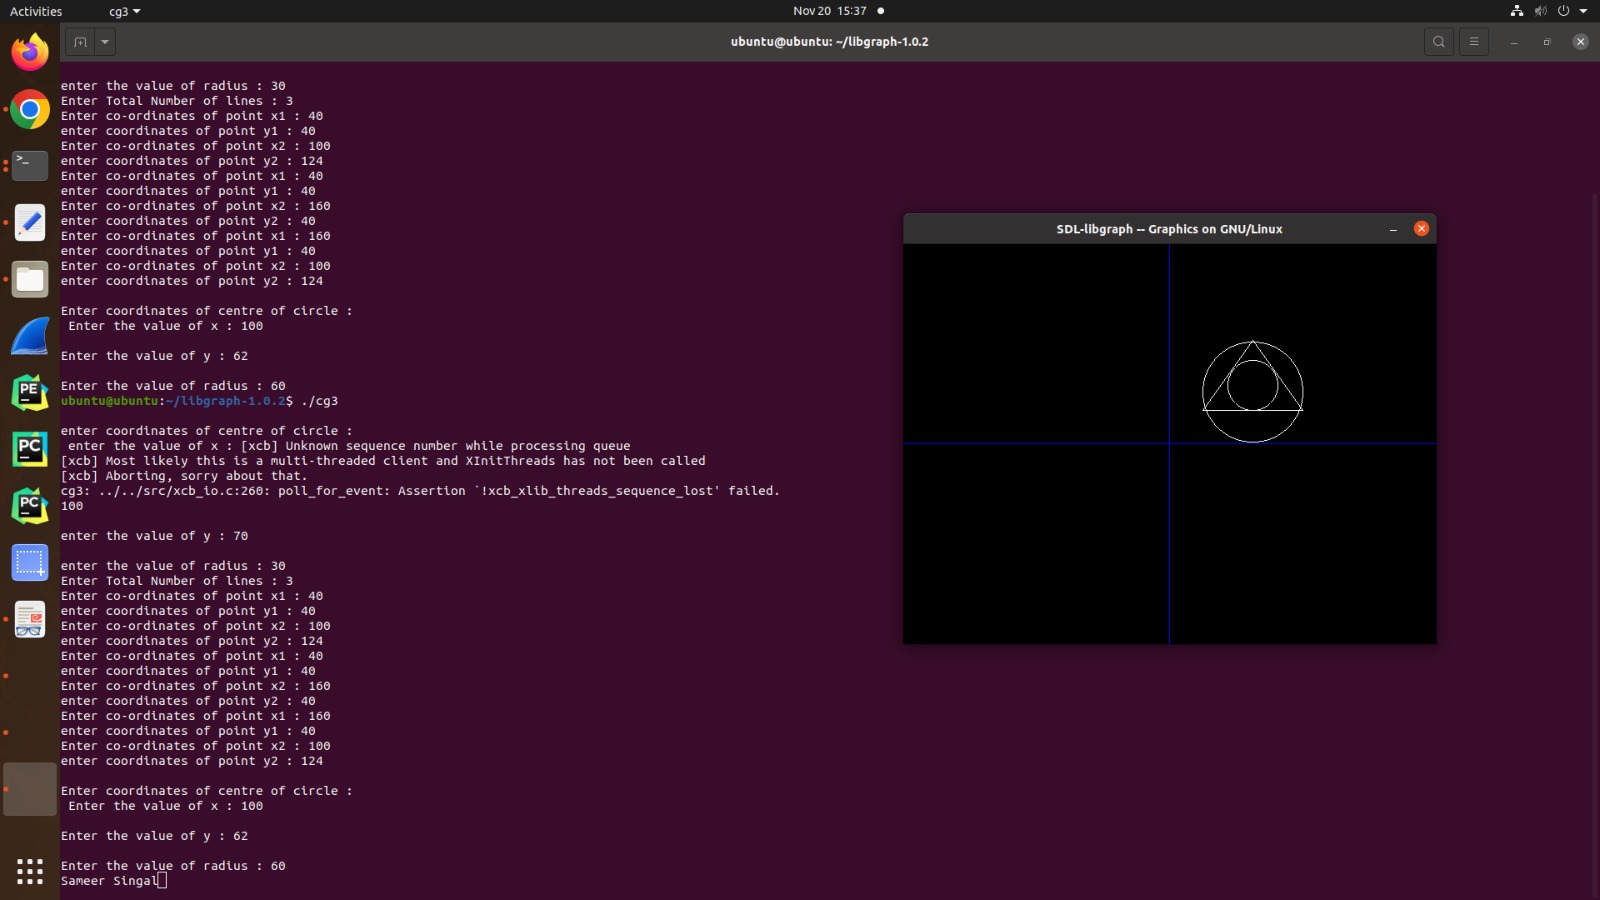 Activities
cg3
Nov 20 15:37
ubuntu@ubuntu: ~/libgraph-1.0.2
enter the value of radius : 30
Enter Total Number of lines : 3
Enter co-ordinates of point x1 : 40
enter coordinates of point y1 : 40
Enter co-ordinates of point x2 : 100
enter coordinates of point y2 : 124
Enter co-ordinates of point x1 : 40
enter coordinates of point y1 : 40
Enter co-ordinates of point x2 : 160
enter coordinates of point y2 : 40
Enter co-ordinates of point x1 : 160
enter coordinates of point y1 : 40
Enter co-ordinates of point x2 : 100
enter coordinates of point y2 : 124
Enter coordinates of centre of circle :
Enter the value of x : 100
Enter the value of y : 62
Enter the value of radius : 60
ubuntu@ubuntu:~/libgraph-1.0.2$ ./cg3
enter coordinates of centre of circle :
enter the value of x : [xcb] Unknown sequence number while processing queue
[xcb] Most likely this is a multi-threaded client and XInitThreads has not been called
[xcb] Aborting, sorry about that.
cg3: ../../src/xcb_io.c:260: poll_for_event: Assertion `!xcb_xlib_threads_sequence_lost' failed.
100
enter the value of y : 70
enter the value of radius : 30
Enter Total Number of lines : 3
Enter co-ordinates of point x1 : 40
enter coordinates of point y1 : 40
Enter co-ordinates of point x2 : 100
enter coordinates of point y2 : 124
Enter co-ordinates of point x1 : 40
enter coordinates of point y1 : 40
Enter co-ordinates of point x2 : 160
enter coordinates of point y2 : 40
Enter co-ordinates of point x1 : 160
enter coordinates of point y1 : 40
Enter co-ordinates of point x2 : 100
enter coordinates of point y2 : 124
Enter coordinates of centre of circle :
Enter the value of x : 100
Enter the value of y : 62
Enter the value of radius : 60
Sameer Singal
SDL-libgraph -- Graphics on GNU/Linux
>_
PE
PC
PC